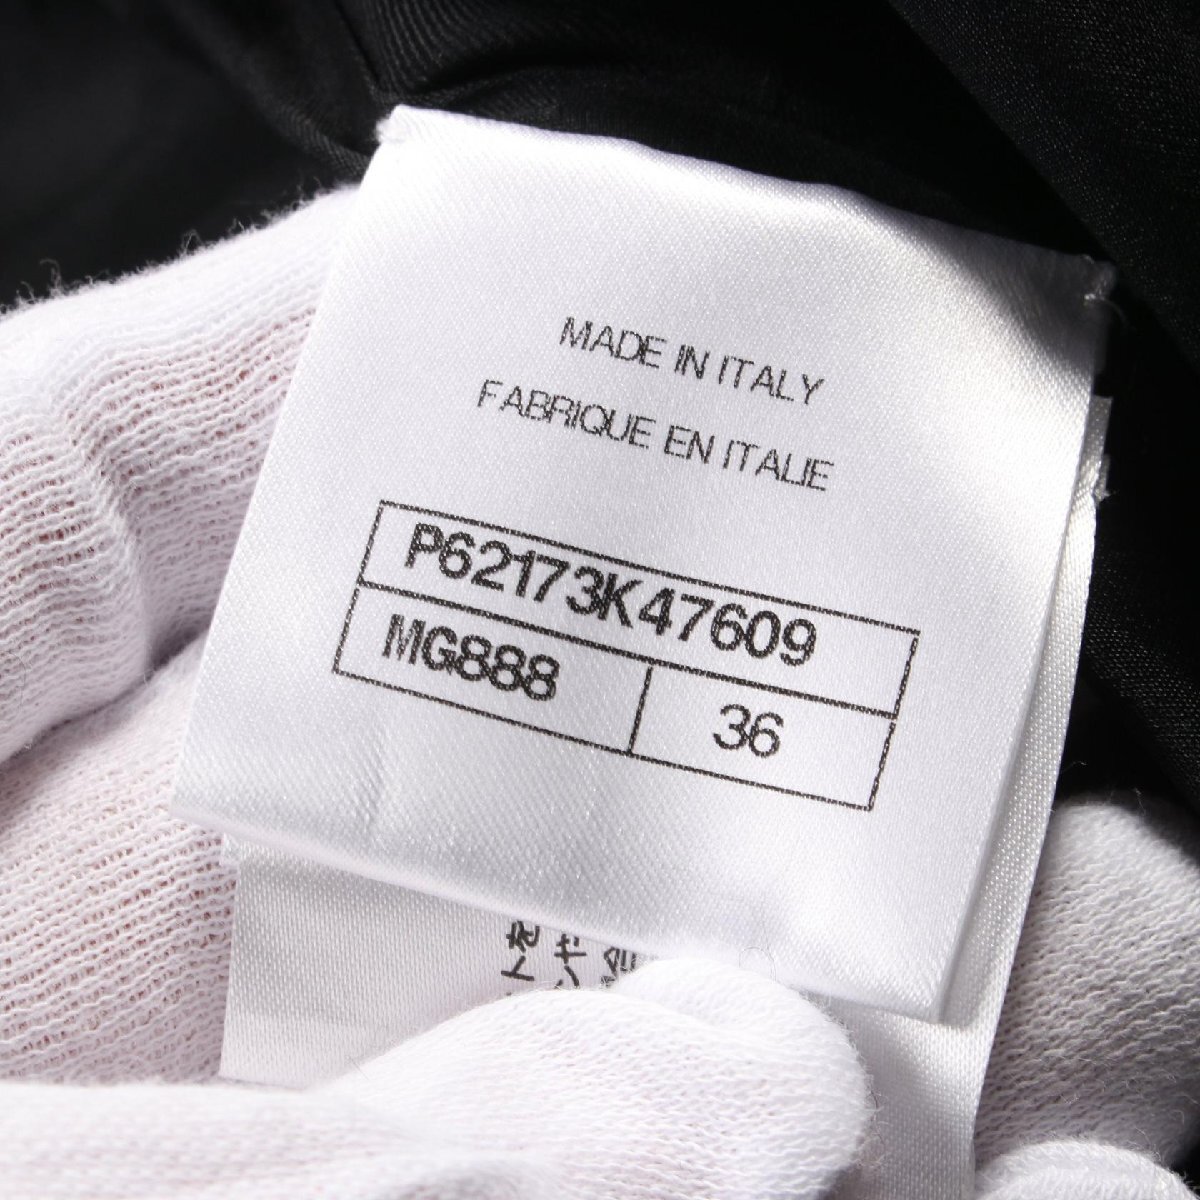 MADE IN ITALY
FABRIQUE EN ITALIE
P62173K47609
MG888
36